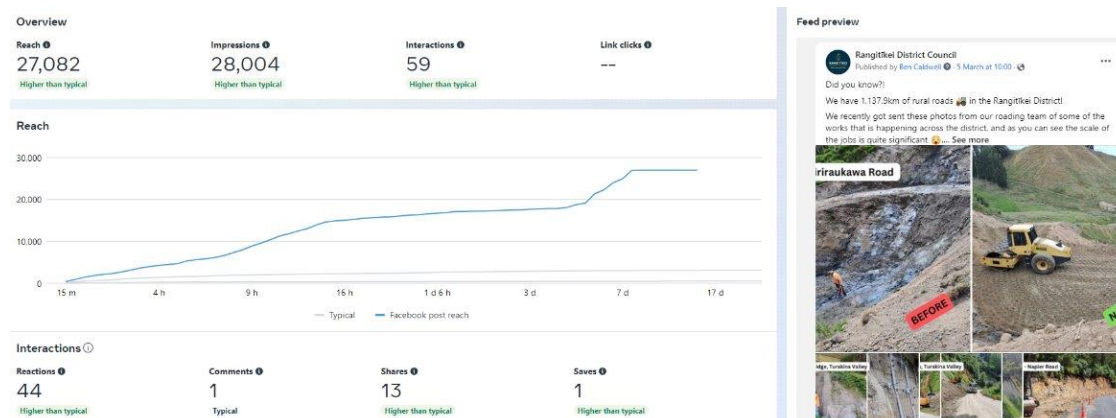 Overview
Reach
27,082
Higher than typical
Impressions
28,004
Higher than typical
Interactions
59
Higher than typical
Link clicks
--
Reach
30,000
20,000
10,000
0
15 m 4 h 9 h 16 h 1 d 6 h 3 d 7 d 17 d
Typical Facebook post reach
Interactions
Reactions
44
Higher than typical
Comments
1
Typical
Shares
13
Higher than typical
Saves
1
Higher than typical
Feed preview
Rangitīkei District Council
Published by Ben Caldwell · 5 March at 10:00 ·
Did you know?!
We have 1,137.9km of rural roads in the Rangitīkei District!
We recently got sent these photos from our roading team of some of the
works that is happening across the district, and as you can see the scale of
the jobs is quite significant .... See more
iriraukawa Road
BEFORE
N
Turakina Valley
Turakina Valley
- Napier Road